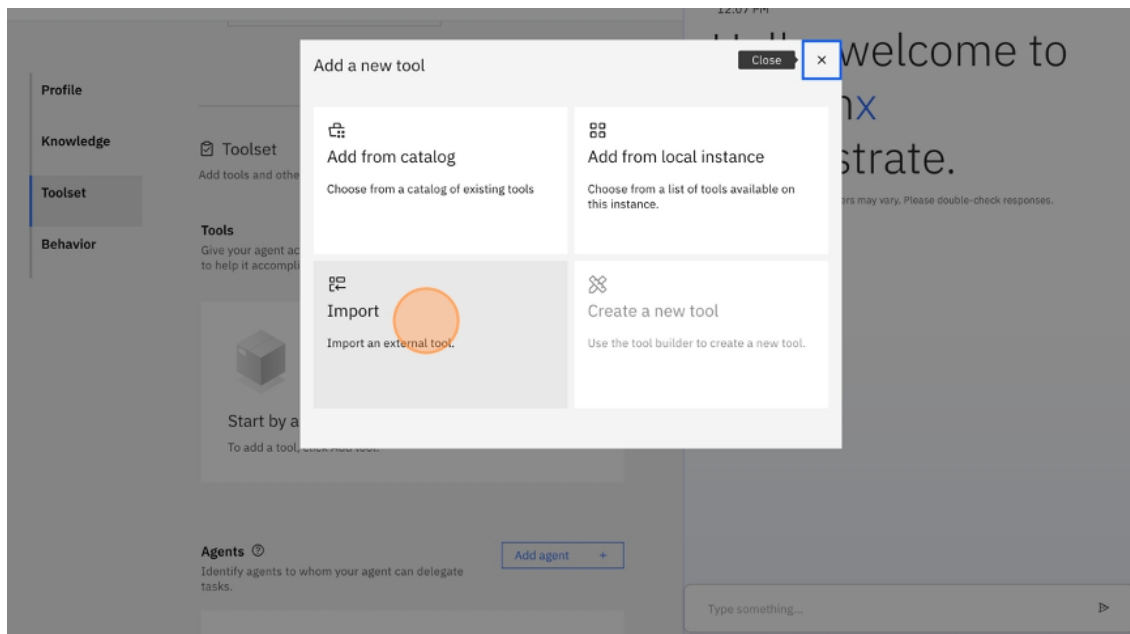 12:07 PM
welcome to
x
strate.
ers may vary. Please double-check responses.
Profile
Knowledge
Toolset
Behavior
Toolset
Add tools and othe
Tools
Give your agent ac
to help it accompli
Start by a
To add a tool, click Add tool.
Agents
Identify agents to whom your agent can delegate
tasks.
Add agent +
Add a new tool
Close
Add from catalog
Choose from a catalog of existing tools
Add from local instance
Choose from a list of tools available on
this instance.
Import
Import an external tool.
Create a new tool
Use the tool builder to create a new tool.
Type something...